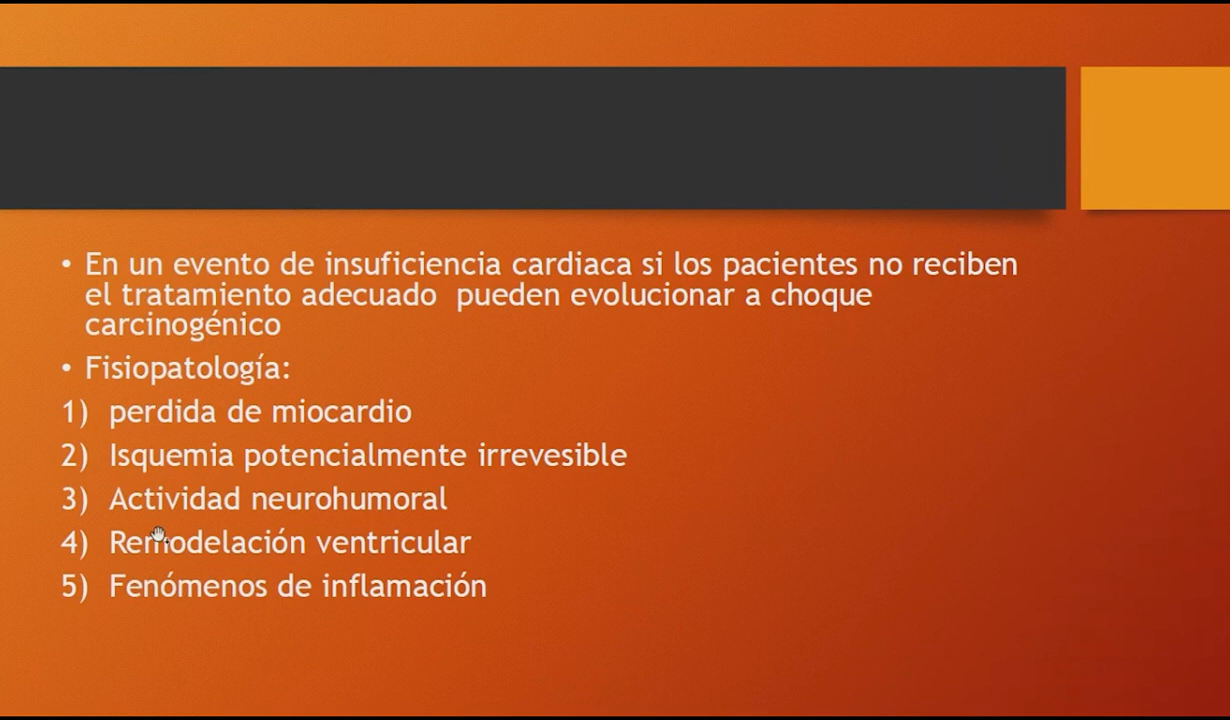 • En un evento de insuficiencia cardiaca si los pacientes no reciben
el tratamiento adecuado pueden evolucionar a choque
carcinogénico
• Fisiopatología:
1) perdida de miocardio
2) Isquemia potencialmente irrevesible
3) Actividad neurohumoral
4) Remodelación ventricular
5) Fenómenos de inflamación